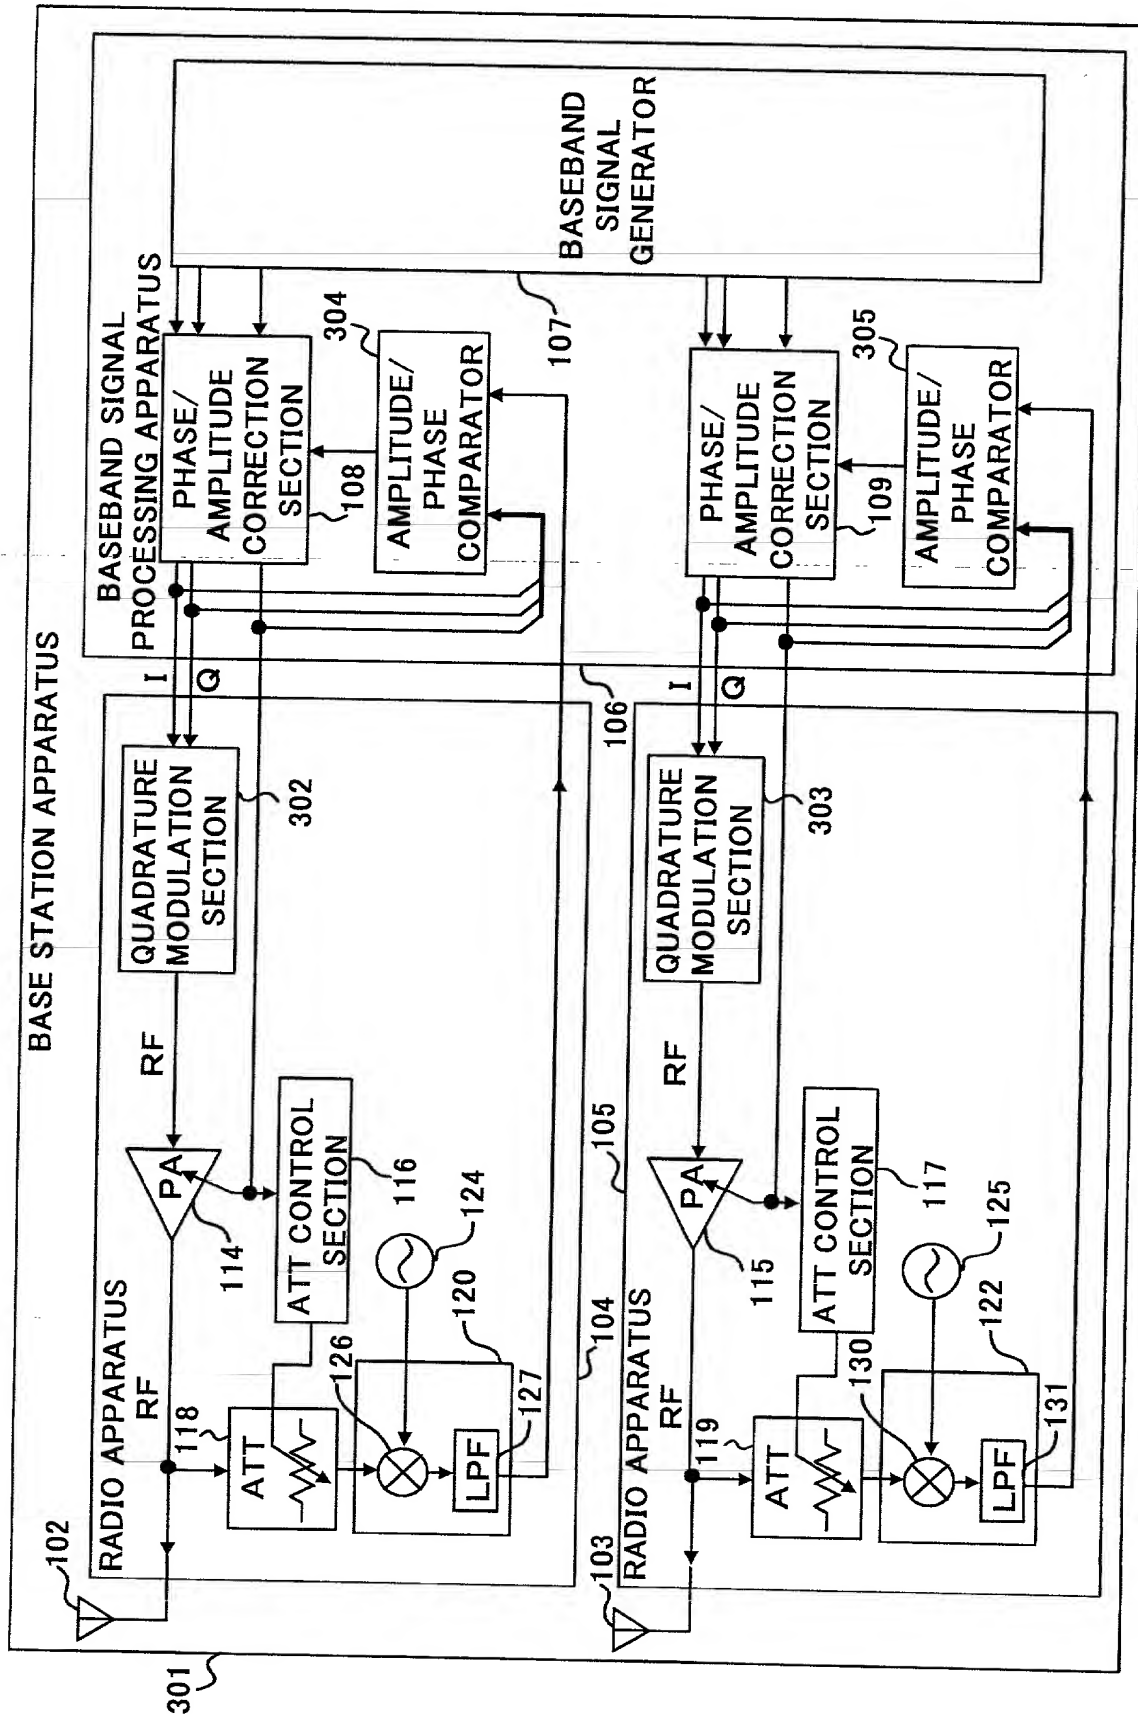 BASE STATION APPARATUS
301
102
RADIO APPARATUS
104
RF
118
ATT
PA
114
RF
ATT CONTROL
SECTION
116
124
126
120
LPF
127
QUADRATURE
MODULATION
SECTION
302
I
Q
BASEBAND SIGNAL
PROCESSING APPARATUS
106
PHASE/
AMPLITUDE
CORRECTION
SECTION
108
304
AMPLITUDE/
PHASE
COMPARATOR
107
BASEBAND
SIGNAL
GENERATOR
103
RADIO APPARATUS
105
RF
119
ATT
PA
115
RF
ATT CONTROL
SECTION
117
125
130
122
LPF
131
QUADRATURE
MODULATION
SECTION
303
I
Q
PHASE/
AMPLITUDE
CORRECTION
SECTION
109
305
AMPLITUDE/
PHASE
COMPARATOR